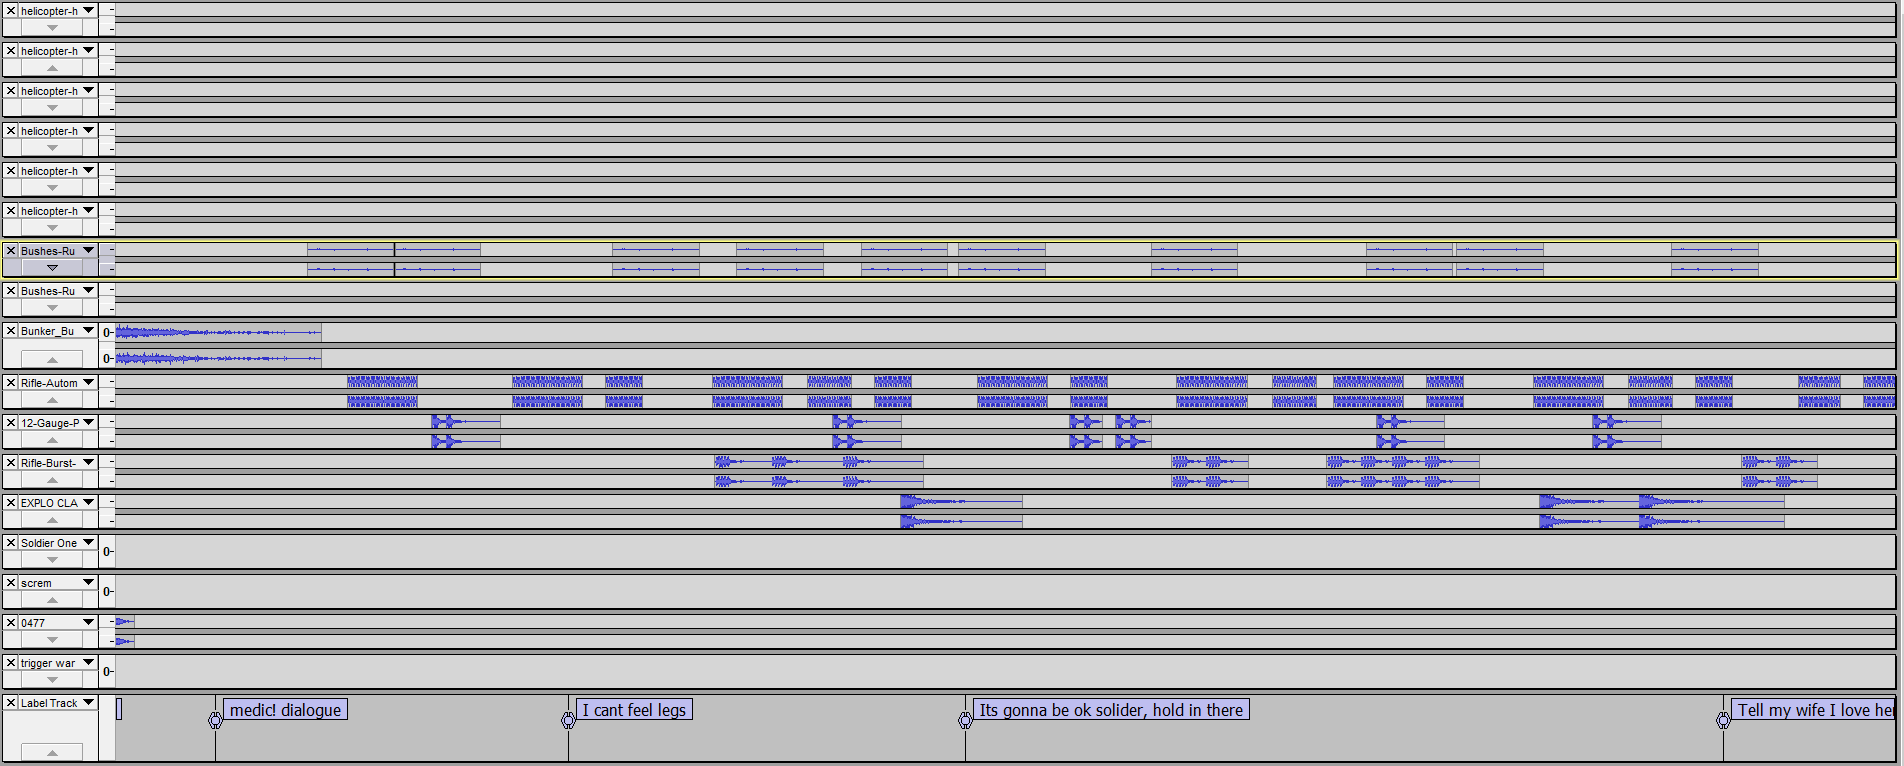 helicopter-h
helicopter-h
helicopter-h
helicopter-h
helicopter-h
helicopter-h
Bushes-Ru
Bushes-Ru
Bunker_Bu
0-
0-
Rifle-Autom
12-Gauge-P
Rifle-Burst-
EXPLO CLA
Soldier One
0-
screm
0-
0477
trigger war
0-
Label Track
medic! dialogue
I cant feel legs
Its gonna be ok solider, hold in there
Tell my wife I love her